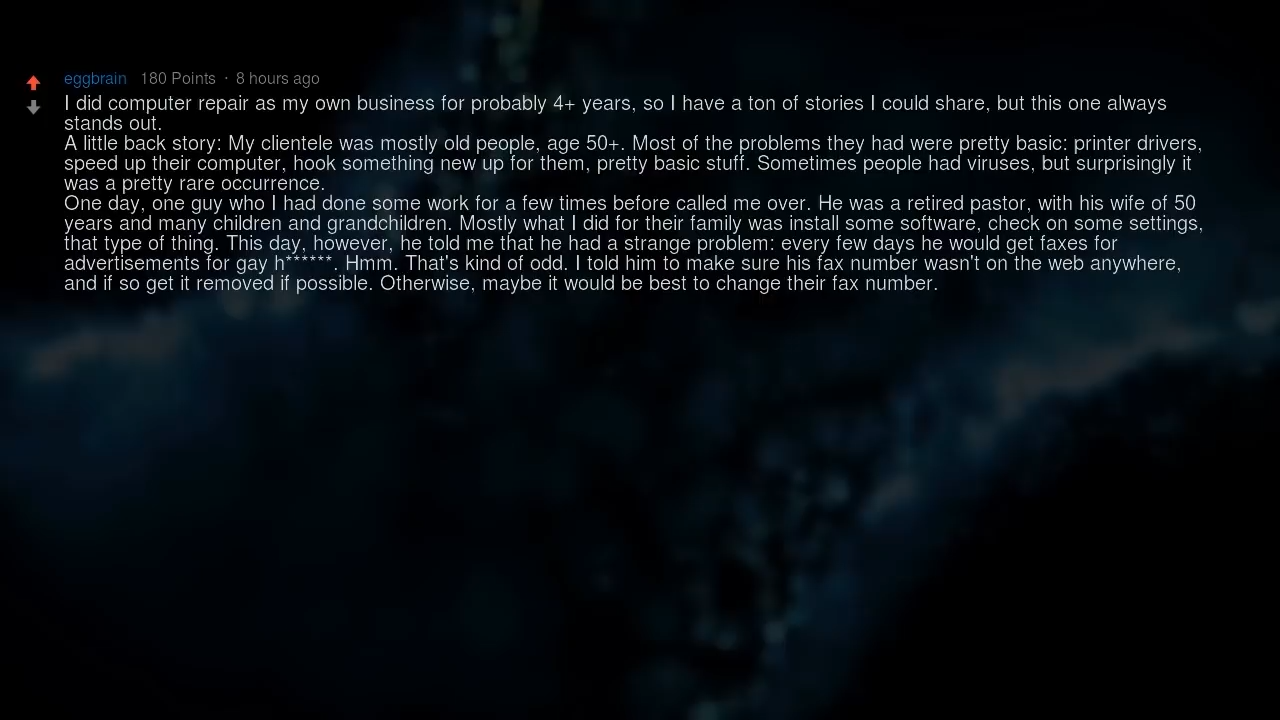 eggbrain 180 Points · 8 hours ago
I did computer repair as my own business for probably 4+ years, so I have a ton of stories I could share, but this one always
stands out.
A little back story: My clientele was mostly old people, age 50+. Most of the problems they had were pretty basic: printer drivers,
speed up their computer, hook something new up for them, pretty basic stuff. Sometimes people had viruses, but surprisingly it
was a pretty rare occurrence.
One day, one guy who I had done some work for a few times before called me over. He was a retired pastor, with his wife of 50
years and many children and grandchildren. Mostly what I did for their family was install some software, check on some settings,
that type of thing. This day, however, he told me that he had a strange problem: every few days he would get faxes for
advertisements for gay h******. Hmm. That's kind of odd. I told him to make sure his fax number wasn't on the web anywhere,
and if so get it removed if possible. Otherwise, maybe it would be best to change their fax number.